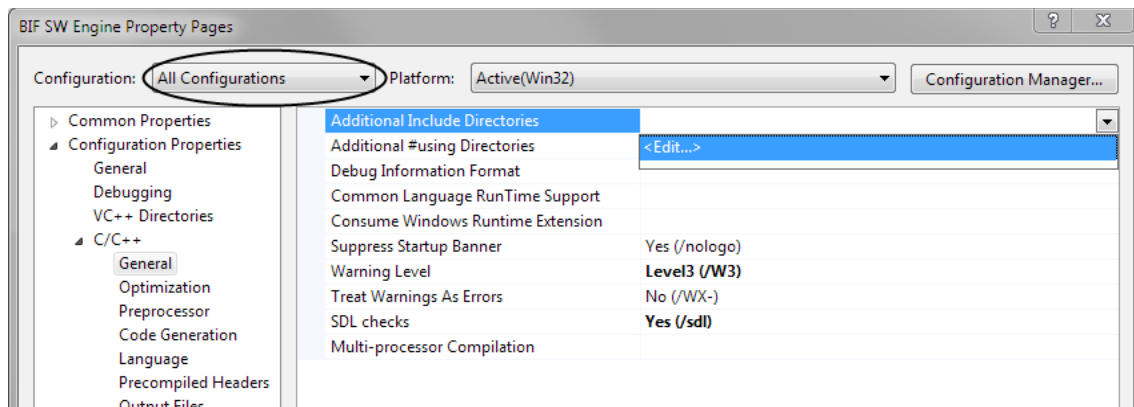 BIF SW Engine Property Pages
Configuration: All Configurations Platform: Active(Win32) Configuration Manager...
Common Properties
Configuration Properties
General
Debugging
VC++ Directories
C/C++
General
Optimization
Preprocessor
Code Generation
Language
Precompiled Headers
Output Files
Additional Include Directories
Additional #using Directories <Edit...>
Debug Information Format
Common Language RunTime Support
Consume Windows Runtime Extension
Suppress Startup Banner Yes (/nologo)
Warning Level Level3 (/W3)
Treat Warnings As Errors No (/WX-)
SDL checks Yes (/sdl)
Multi-processor Compilation